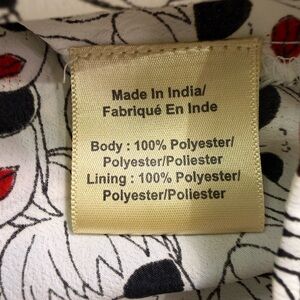 Made In India/
Fabriqué En Inde
Body : 100% Polyester/
Polyester/Poliester
Lining : 100% Polyester/
Polyester/Poliester